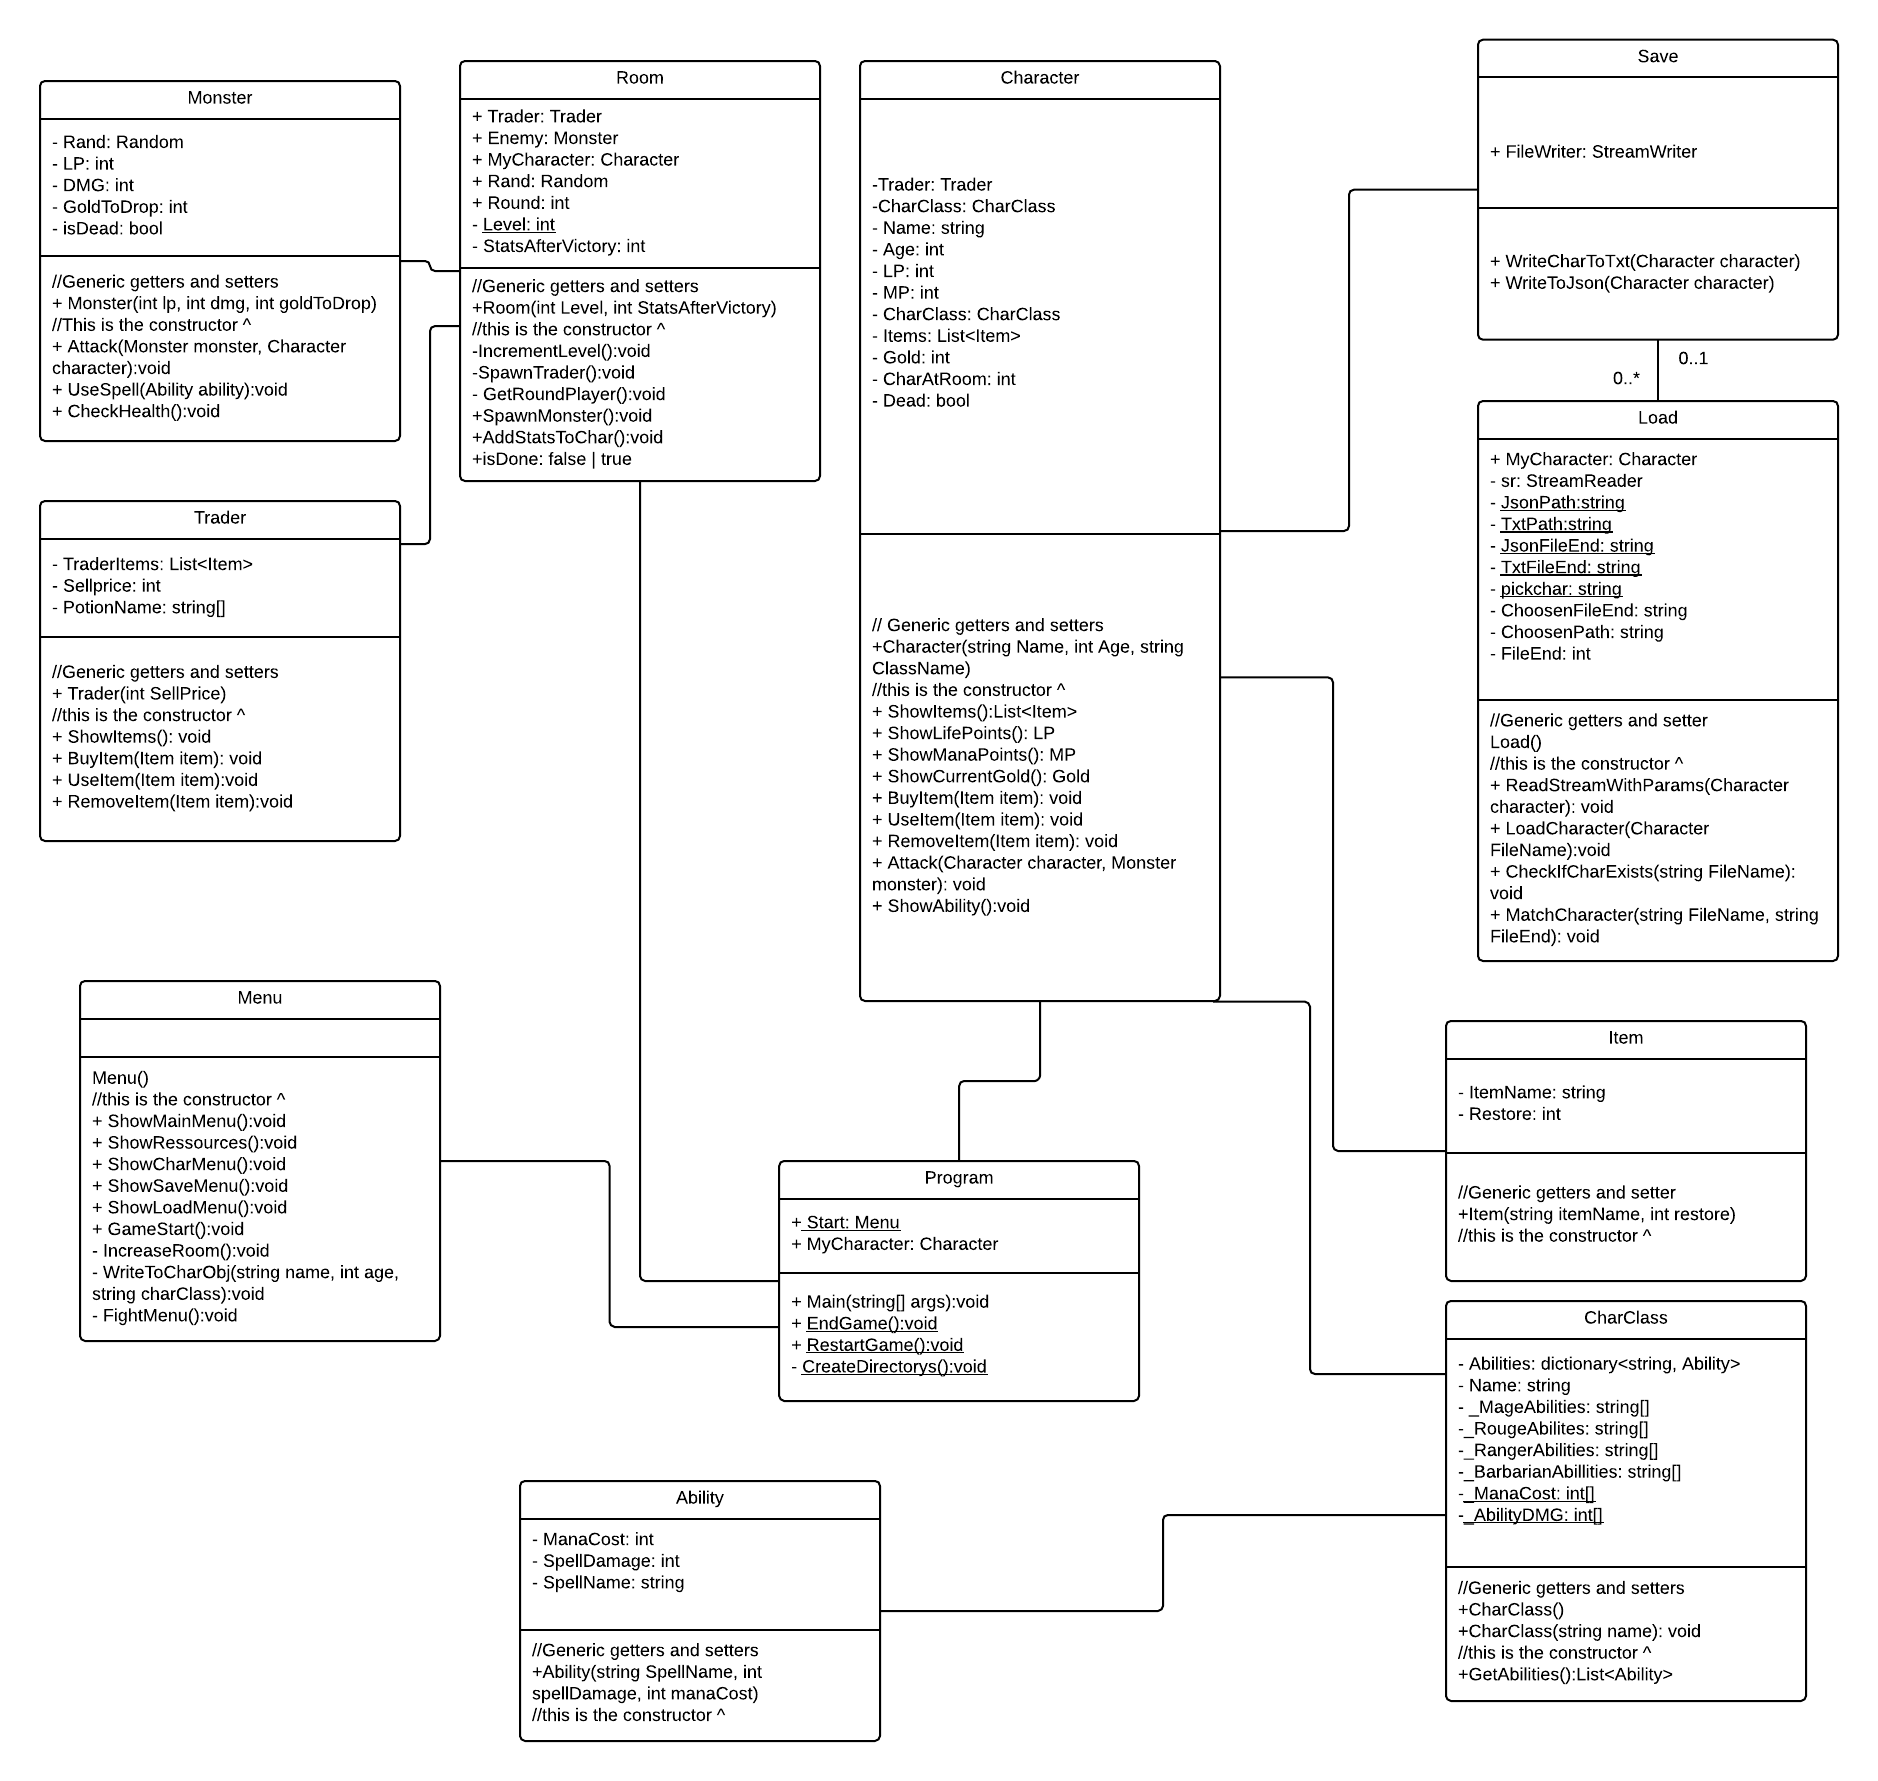 Monster
- Rand: Random
- LP: int
- DMG: int
- GoldToDrop: int
- isDead: bool
//Generic getters and setters
+ Monster(int lp, int dmg, int goldToDrop)
//This is the constructor ^
+ Attack(Monster monster, Character
character):void
+ UseSpell(Ability ability):void
+ CheckHealth():void
Room
+ Trader: Trader
+ Enemy: Monster
+ MyCharacter: Character
+ Rand: Random
+ Round: int
- Level: int
- StatsAfterVictory: int
//Generic getters and setters
+Room(int Level, int StatsAfterVictory)
//this is the constructor ^
-IncrementLevel():void
-SpawnTrader():void
- GetRoundPlayer():void
+SpawnMonster():void
+AddStatsToChar():void
+isDone: false | true
Character
-Trader: Trader
-CharClass: CharClass
- Name: string
- Age: int
- LP: int
- MP: int
- CharClass: CharClass
- Items: List<Item>
- Gold: int
- CharAtRoom: int
- Dead: bool
// Generic getters and setters
+Character(string Name, int Age, string
ClassName)
//this is the constructor ^
+ ShowItems():List<Item>
+ ShowLifePoints(): LP
+ ShowManaPoints(): MP
+ ShowCurrentGold(): Gold
+ BuyItem(Item item): void
+ UseItem(Item item): void
+ RemoveItem(Item item): void
+ Attack(Character character, Monster
monster): void
+ ShowAbility():void
Save
+ FileWriter: StreamWriter
+ WriteCharToTxt(Character character)
+ WriteToJson(Character character)
0..1
0..*
Load
+ MyCharacter: Character
- sr: StreamReader
- JsonPath:string
- TxtPath:string
- JsonFileEnd: string
- TxtFileEnd: string
- pickchar: string
- ChoosenFileEnd: string
- ChoosenPath: string
- FileEnd: int
//Generic getters and setter
Load()
//this is the constructor ^
+ ReadStreamWithParams(Character
character): void
+ LoadCharacter(Character
FileName):void
+ CheckIfCharExists(string FileName):
void
+ MatchCharacter(string FileName, string
FileEnd): void
Trader
- TraderItems: List<Item>
- Sellprice: int
- PotionName: string[]
//Generic getters and setters
+ Trader(int SellPrice)
//this is the constructor ^
+ ShowItems(): void
+ BuyItem(Item item): void
+ UseItem(Item item):void
+ RemoveItem(Item item):void
Menu
Menu()
//this is the constructor ^
+ ShowMainMenu():void
+ ShowRessources():void
+ ShowCharMenu():void
+ ShowSaveMenu():void
+ ShowLoadMenu():void
+ GameStart():void
- IncreaseRoom():void
- WriteToCharObj(string name, int age,
string charClass):void
- FightMenu():void
Program
+ Start: Menu
+ MyCharacter: Character
+ Main(string[] args):void
+ EndGame():void
+ RestartGame():void
- CreateDirectorys():void
Item
- ItemName: string
- Restore: int
//Generic getters and setter
+Item(string itemName, int restore)
//this is the constructor ^
CharClass
- Abilities: dictionary<string, Ability>
- Name: string
- _MageAbilities: string[]
-_RougeAbilites: string[]
-_RangerAbilities: string[]
-_BarbarianAbillities: string[]
-_ManaCost: int[]
-_AbilityDMG: int[]
//Generic getters and setters
+CharClass()
+CharClass(string name): void
//this is the constructor ^
+GetAbilities():List<Ability>
Ability
- ManaCost: int
- SpellDamage: int
- SpellName: string
//Generic getters and setters
+Ability(string SpellName, int
spellDamage, int manaCost)
//this is the constructor ^